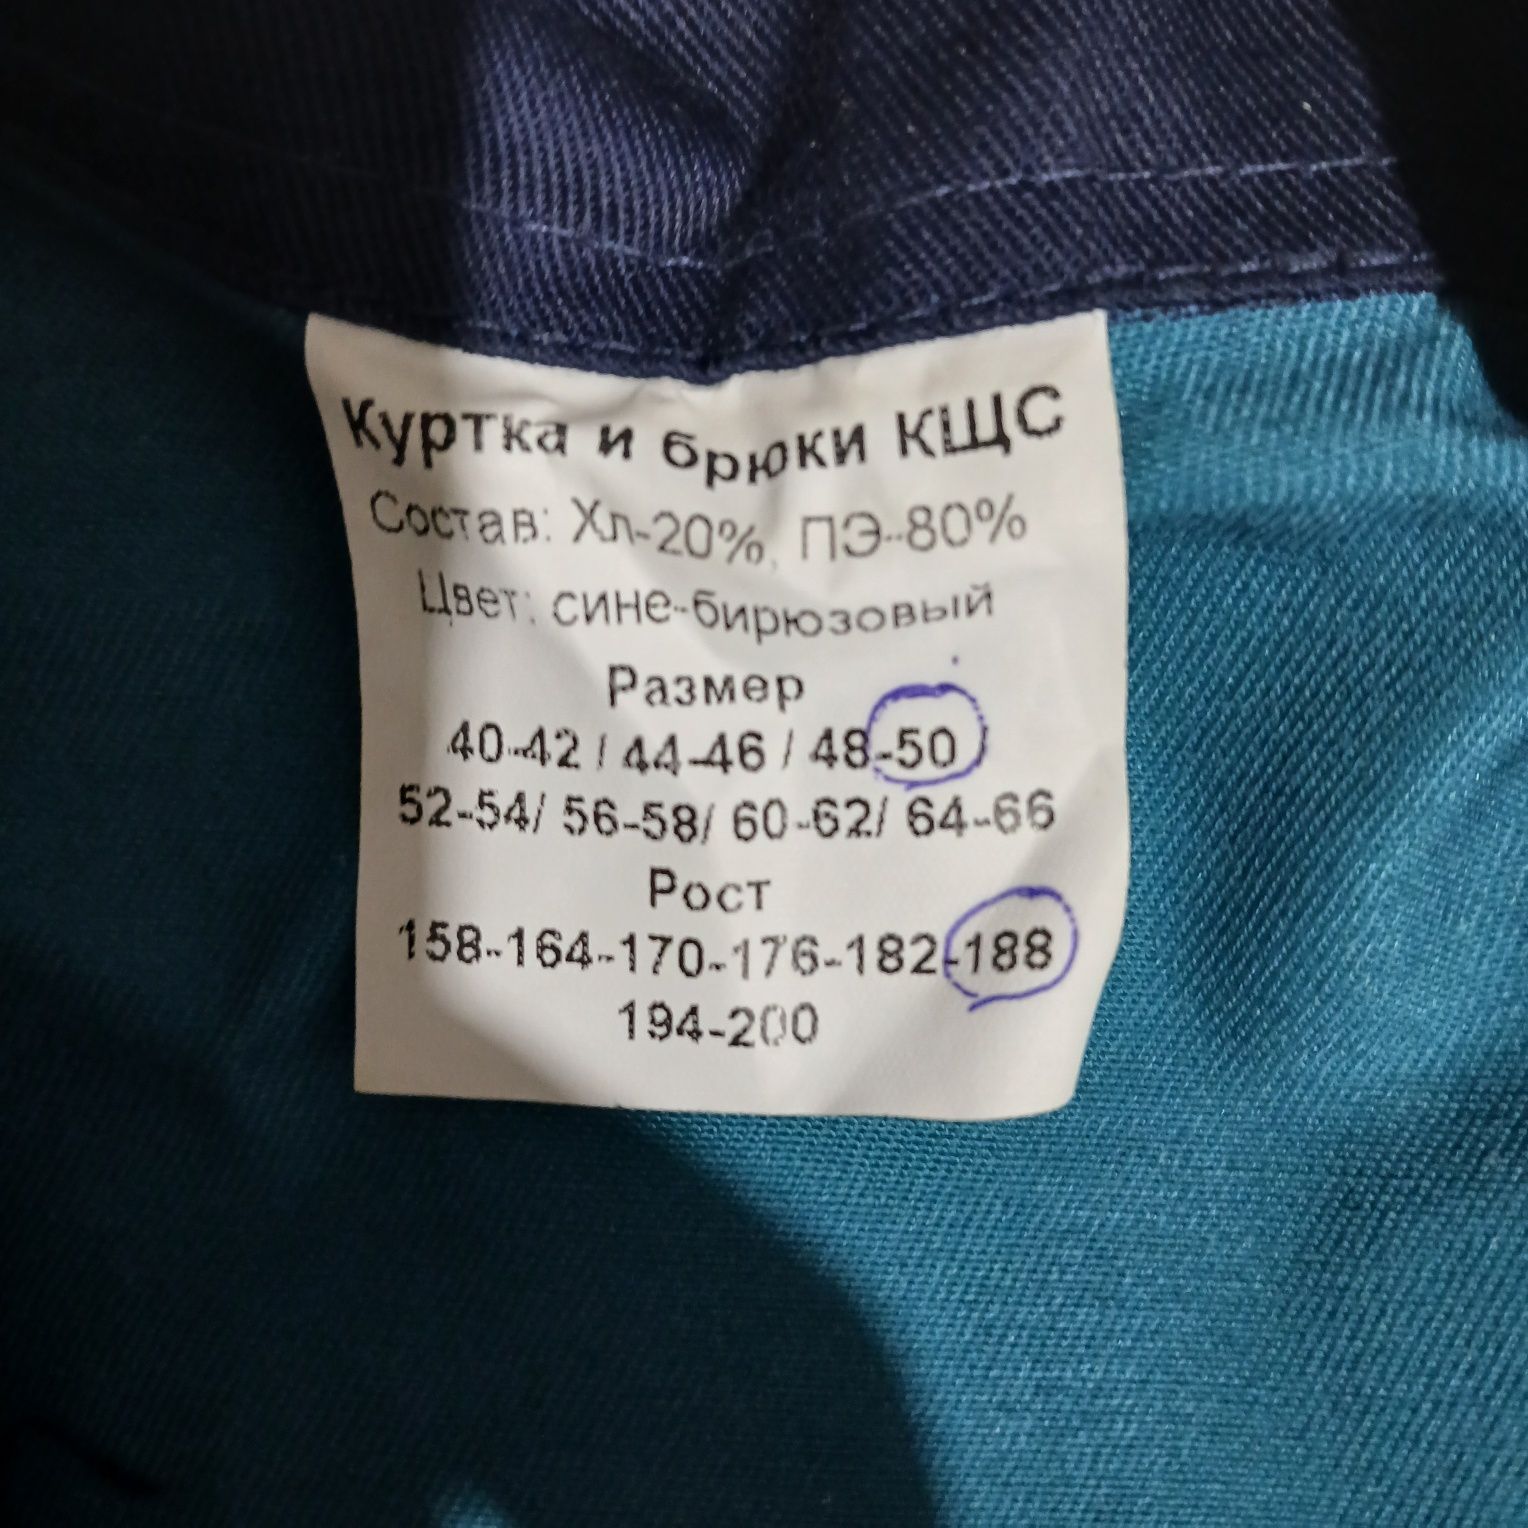 Куртка и брюки КЩС
Состав: Хл-20%, ПЭ-80%
Цвет: сине-бирюзовый
Размер
40-42 / 44-46 / 48-50
52-54/ 56-58/ 60-62/ 64-66
Рост
158-164-170-176-182-188
194-200